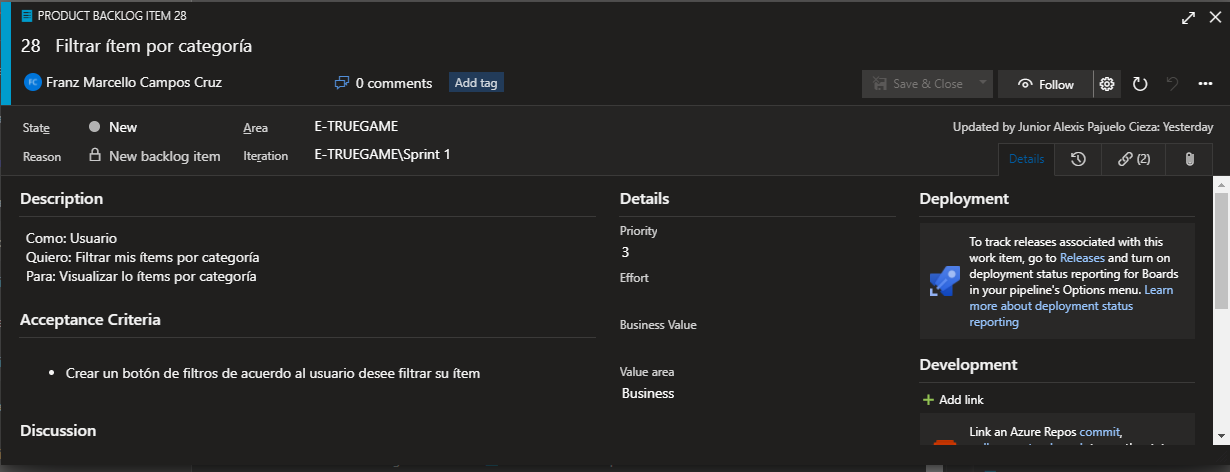 PRODUCT BACKLOG ITEM 28
28 Filtrar ítem por categoría
FC Franz Marcello Campos Cruz
0 comments
Add tag
Save & Close
Follow
State
New
Area
E-TRUEGAME
Updated by Junior Alexis Pajuelo Cieza: Yesterday
Reason
New backlog item
Iteration
E-TRUEGAME\Sprint 1
Details
(2)
Description
Como: Usuario
Quiero: Filtrar mis ítems por categoría
Para: Visualizar lo ítems por categoría
Acceptance Criteria
• Crear un botón de filtros de acuerdo al usuario desee filtrar su ítem
Discussion
Details
Priority
3
Effort
Business Value
Value area
Business
Deployment
To track releases associated with this
work item, go to Releases and turn on
deployment status reporting for Boards
in your pipeline's Options menu. Learn
more about deployment status
reporting
Development
+ Add link
Link an Azure Repos commit,